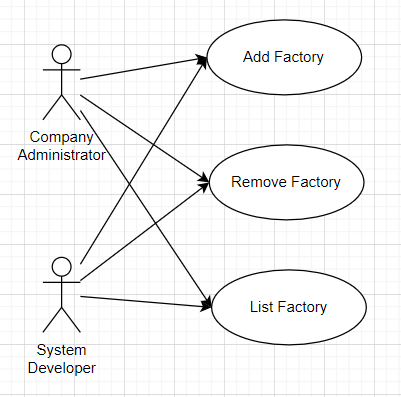 Add Factory
Company
Administrator
Remove Factory
List Factory
System
Developer